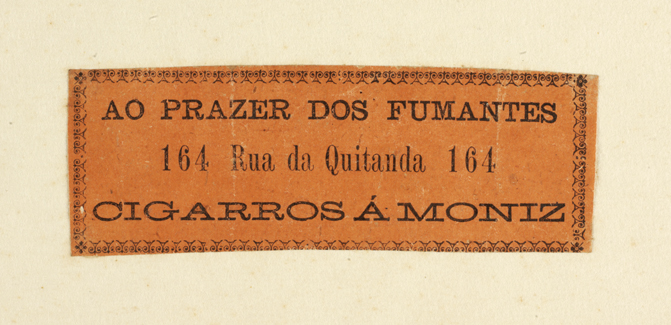 AO PRAZER DOS FUMANTES
164 Rua da Quitanda 164
CIGARROS Á MONIZ